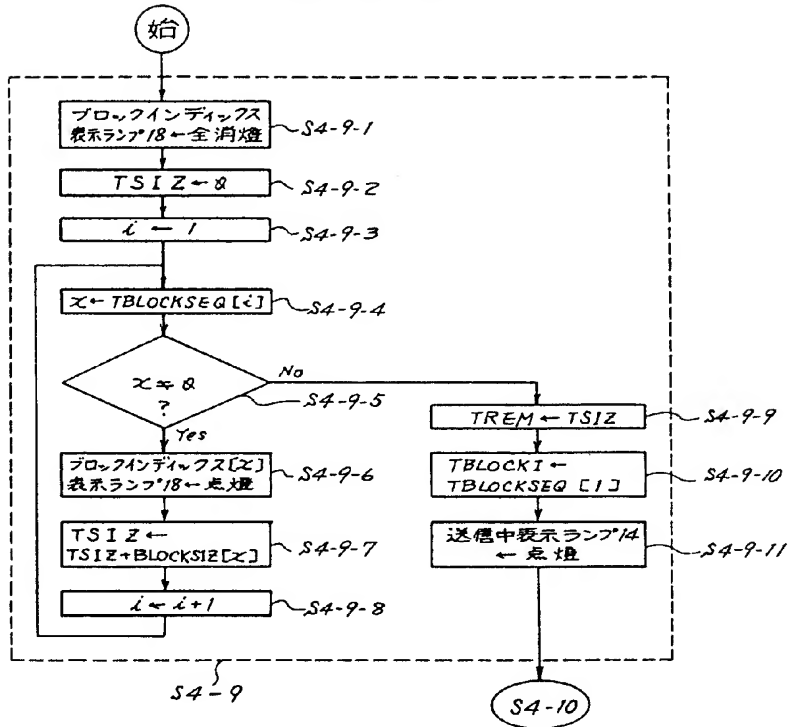 始
ブロックインディックス
表示ランプ18←全消燈
S4-9-1
TSIZ←0
S4-9-2
i←1
S4-9-3
x←TBLOCKSEQ[i]
S4-9-4
x≠0
?
S4-9-5
No
Yes
ブロックインディックス[x]
表示ランプ18←点燈
S4-9-6
TSIZ←
TSIZ+BLOCKSIZ[x]
S4-9-7
i←i+1
S4-9-8
TREM←TSIZ
S4-9-9
TBLOCKI←
TBLOCKSEQ[1]
S4-9-10
送信中表示ランプ14
←点燈
S4-9-11
S4-9
S4-10